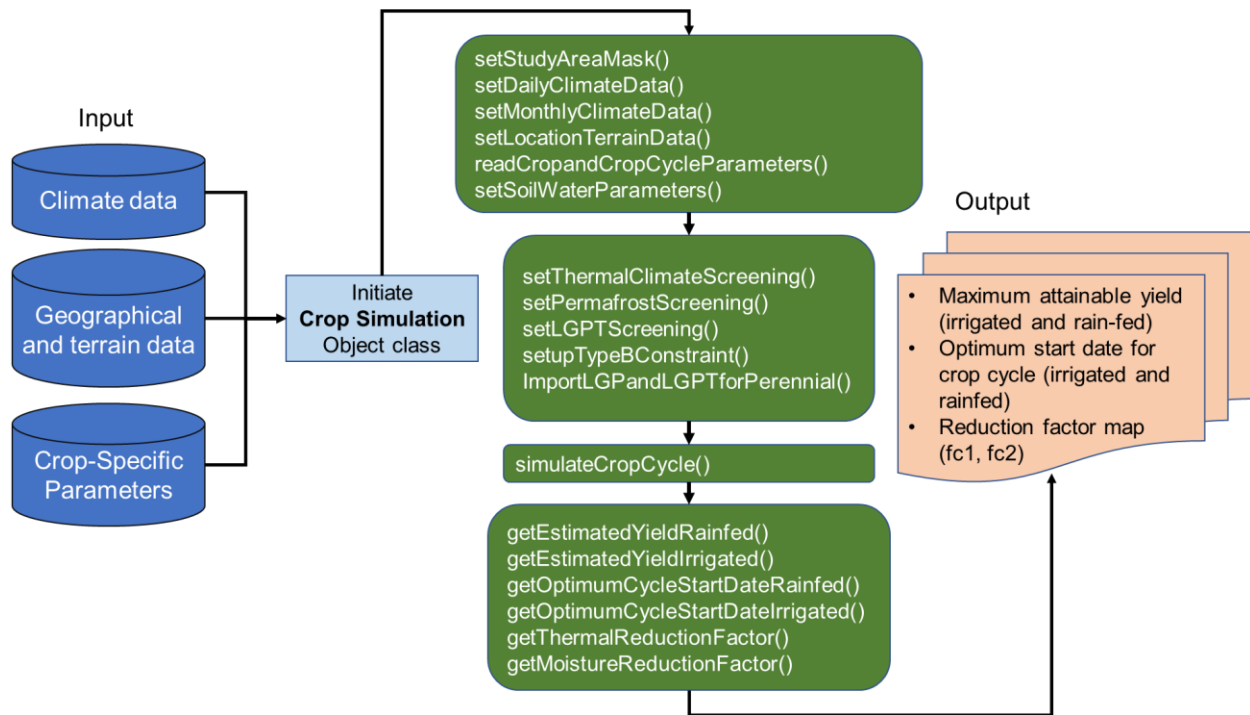 Input
Climate data
Geographical
and terrain data
Crop-Specific
Parameters
Initiate
Crop Simulation
Object class
setStudyAreaMask()
setDailyClimateData()
setMonthlyClimateData()
setLocationTerrainData()
readCropandCropCycleParameters()
setSoilWaterParameters()
setThermalClimateScreening()
setPermafrostScreening()
setLGPTScreening()
setupTypeBConstraint()
ImportLGPandLGPTforPerennial()
simulateCropCycle()
getEstimatedYieldRainfed()
getEstimatedYieldIrrigated()
getOptimumCycleStartDateRainfed()
getOptimumCycleStartDateIrrigated()
getThermalReductionFactor()
getMoistureReductionFactor()
Output
• Maximum attainable yield
(irrigated and rain-fed)
• Optimum start date for
crop cycle (irrigated and
rainfed)
• Reduction factor map
(fc1, fc2)